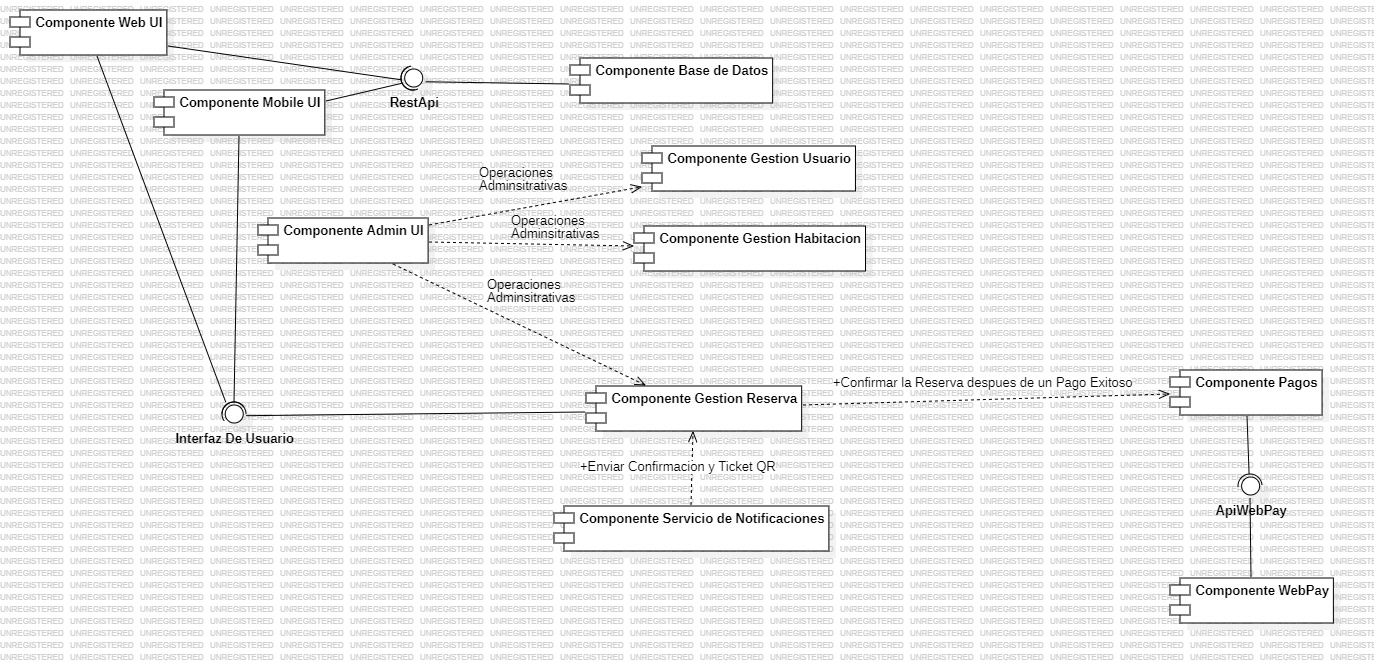 Componente Web UI
Componente Mobile UI
RestApi
Componente Base de Datos
Componente Gestion Usuario
Operaciones
Adminsitrativas
Componente Admin UI
Operaciones
Adminsitrativas
Componente Gestion Habitacion
Operaciones
Adminsitrativas
Componente Gestion Reserva
+Confirmar la Reserva despues de un Pago Exitoso
Componente Pagos
Interfaz De Usuario
+Enviar Confirmacion y Ticket QR
Componente Servicio de Notificaciones
ApiWebPay
Componente WebPay
UNREGISTERED